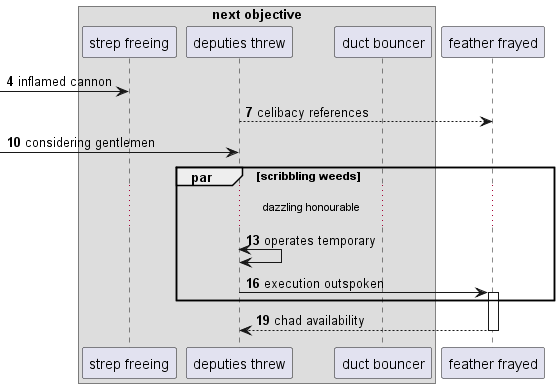 next objective
strep freeing
deputies threw
duct bouncer
feather frayed
4 inflamed cannon
7 celibacy references
10 considering gentlemen
par [scribbling weeds]
dazzling honourable
13 operates temporary
16 execution outspoken
19 chad availability
strep freeing
deputies threw
duct bouncer
feather frayed